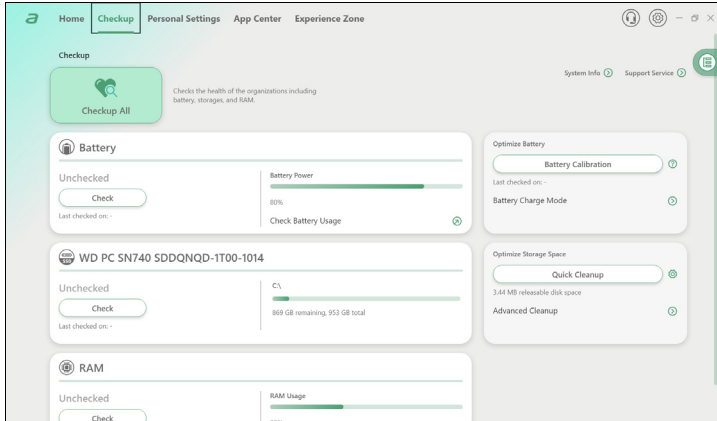 a Home Checkup Personal Settings App Center Experience Zone
Checkup
System Info Support Service
Checkup All
Checks the health of the organizations including
battery, storages, and RAM.
Battery
Unchecked
Check
Last checked on: -
Battery Power
80%
Check Battery Usage
Optimize Battery
Battery Calibration
Last checked on: -
Battery Charge Mode
WD PC SN740 SDDQNQD-1T00-1014
Unchecked
Check
Last checked on: -
C:\
869 GB remaining, 953 GB total
Optimize Storage Space
Quick Cleanup
3.44 MB releasable disk space
Advanced Cleanup
RAM
Unchecked
Check
RAM Usage